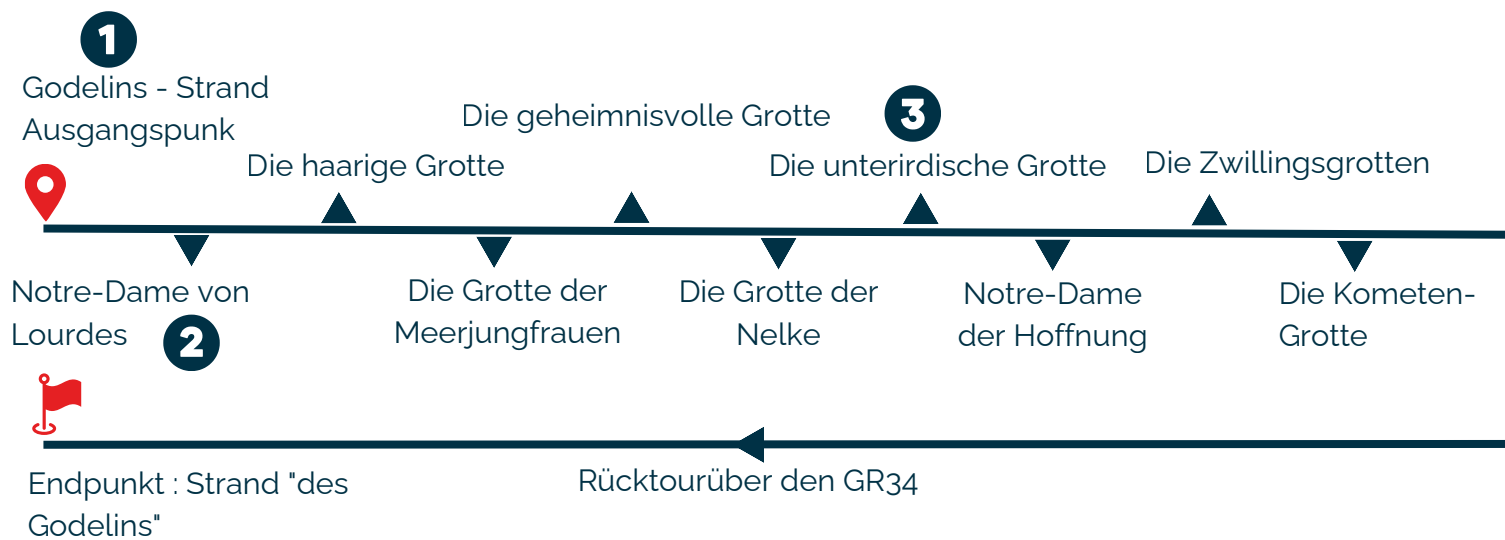 1
Godelins - Strand
Ausgangspunk
Die geheimnisvolle Grotte
3
Die haarige Grotte
Die unterirdische Grotte
Die Zwillingsgrotten
Notre-Dame von
Lourdes
2
Die Grotte der
Meerjungfrauen
Die Grotte der
Nelke
Notre-Dame
der Hoffnung
Die Kometen-
Grotte
Rücktourüber den GR34
Endpunkt : Strand "des
Godelins"